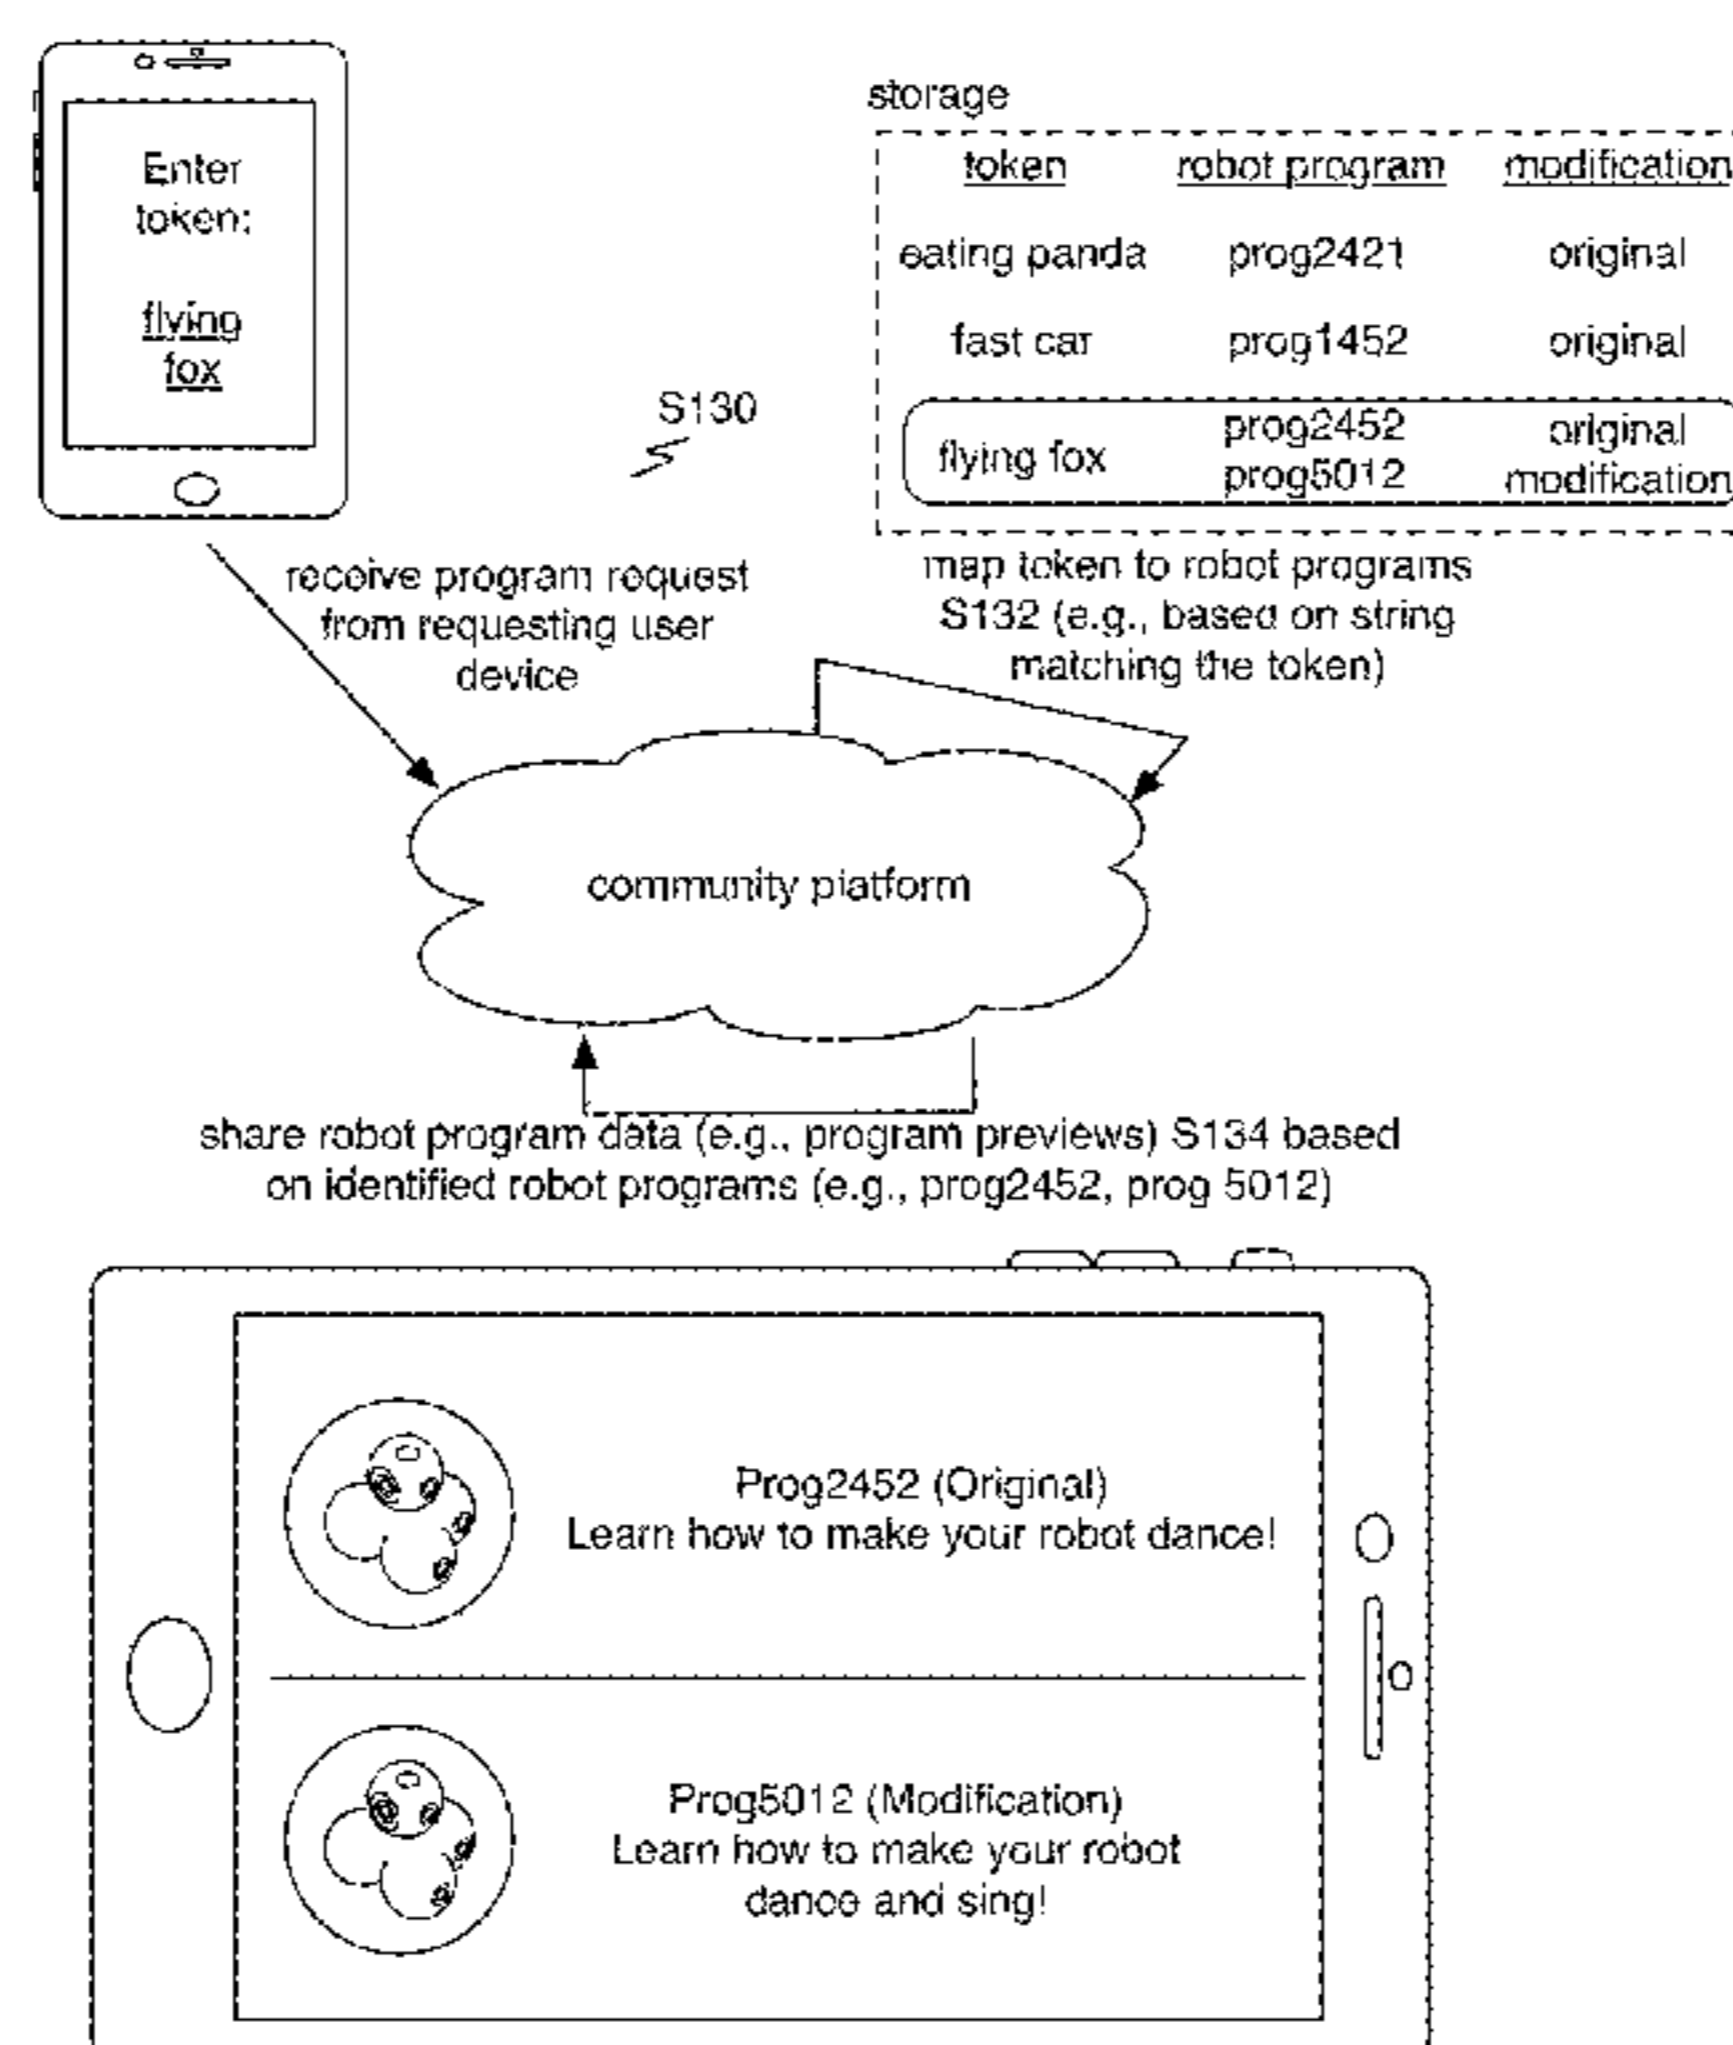 Enter
token:
flying
fox
storage
token robot program modification
eating panda prog2421 original
fast car prog1452 original
flying fox
prog2452 original
prog5012 modification
S130
receive program request
from requesting user
device
map token to robot programs
S132 (e.g., based on string
matching the token)
community platform
share robot program data (e.g., program previews) S134 based
on identified robot programs (e.g., prog2452, prog 5012)
Prog2452 (Original)
Learn how to make your robot dance!
Prog5012 (Modification)
Learn how to make your robot
dance and sing!